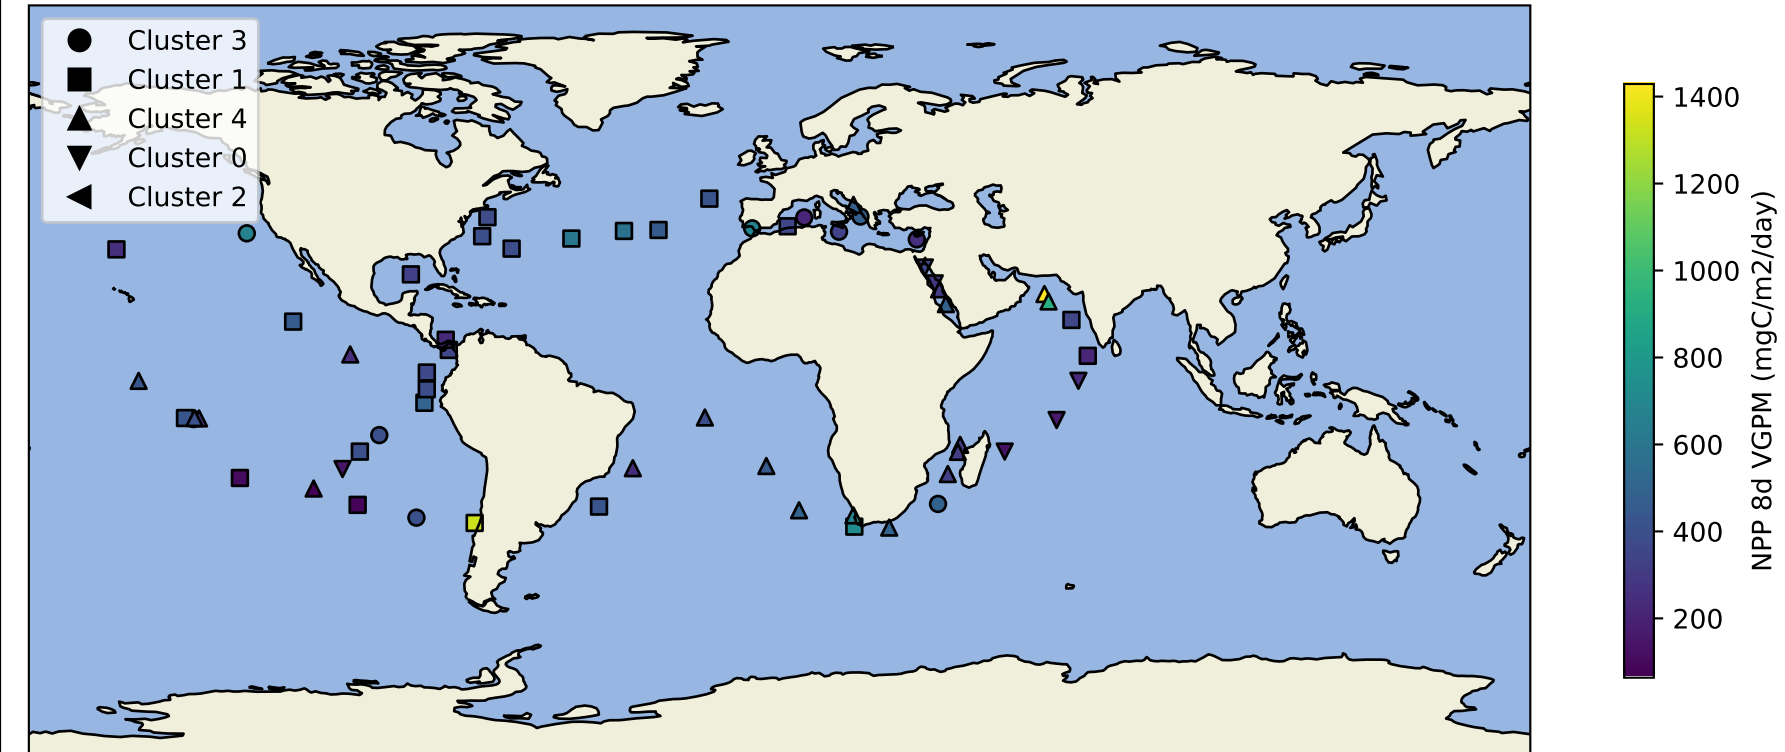 Cluster 3
Cluster 1
Cluster 4
Cluster 0
Cluster 2
1400
1200
1000
800
600
400
200
NPP 8d VGPM (mgC/m2/day)